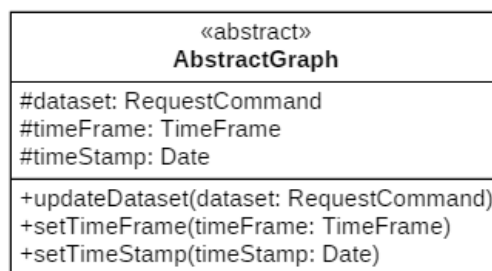 «abstract»
AbstractGraph
#dataset: RequestCommand
#timeFrame: TimeFrame
#timeStamp: Date
+updateDataset(dataset: RequestCommand)
+setTimeFrame(timeFrame: TimeFrame)
+setTimeStamp(timeStamp: Date)